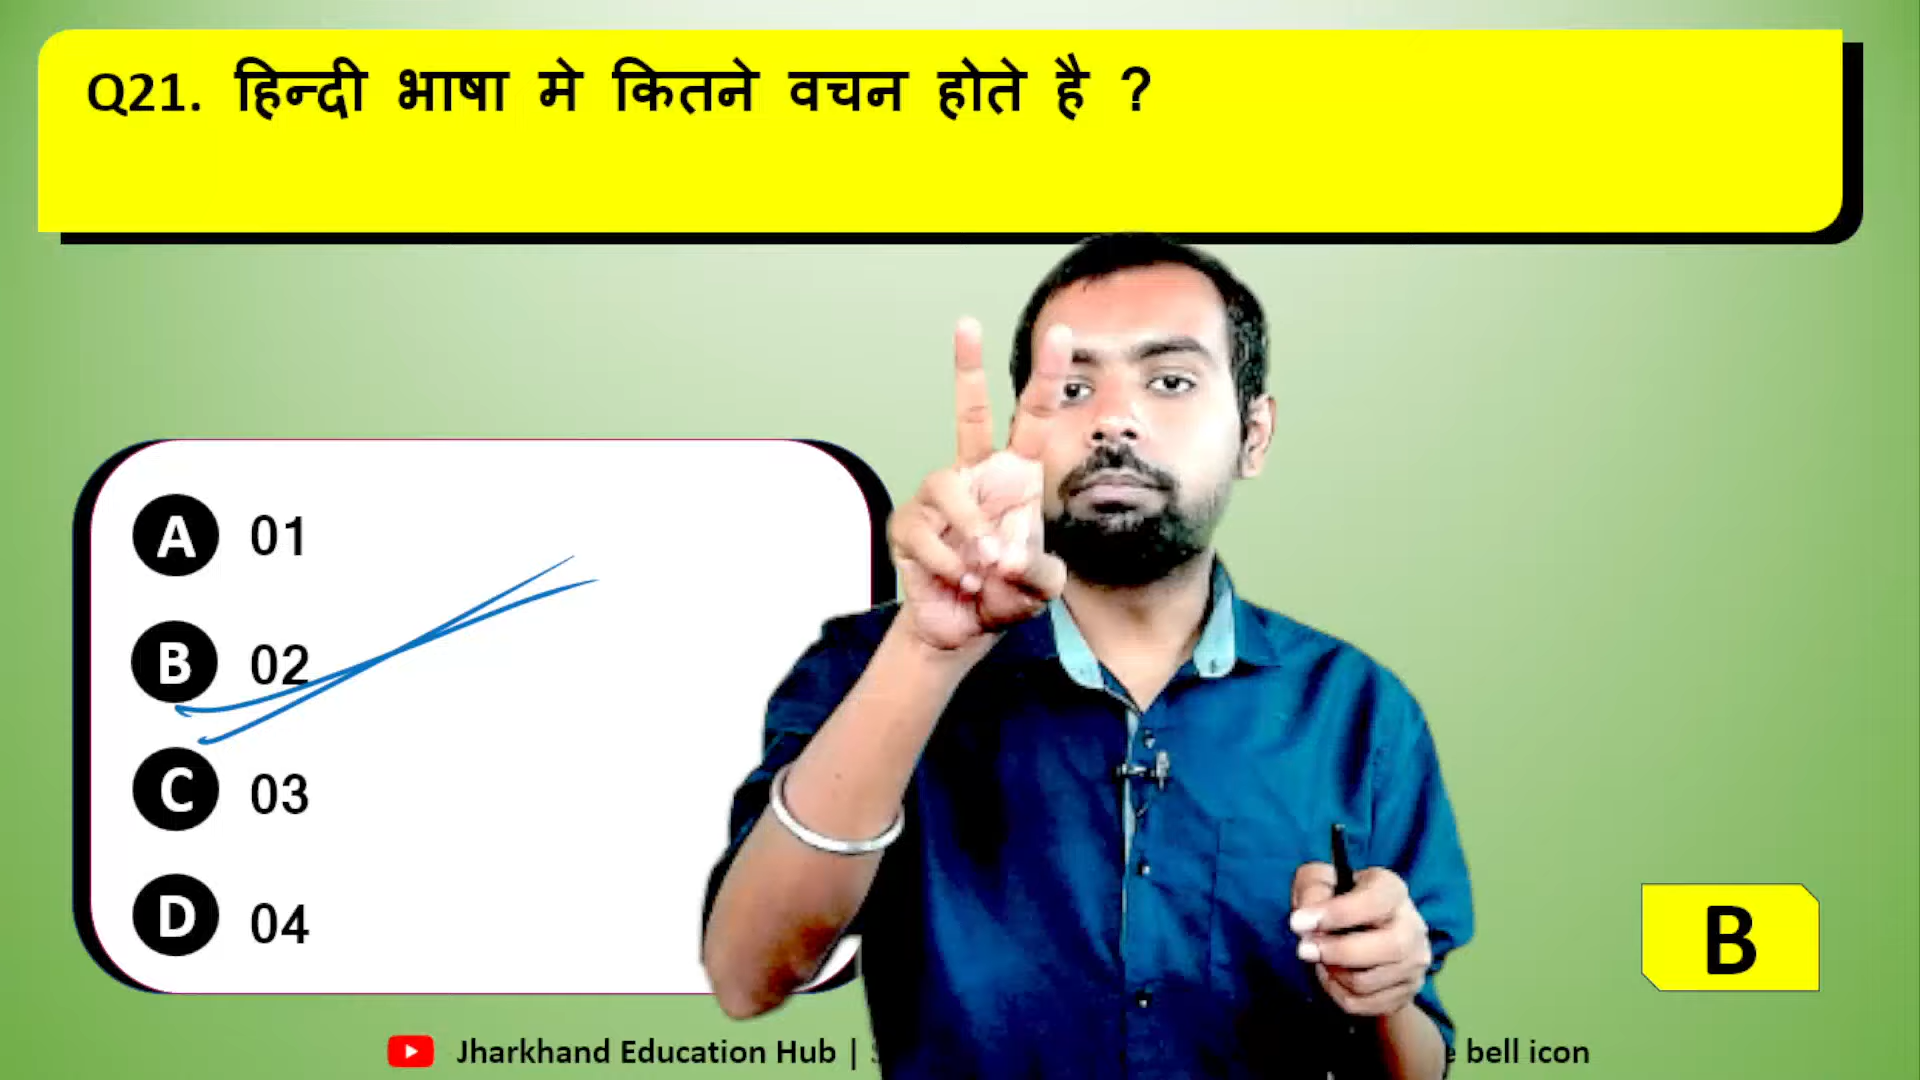 Q21. हिन्दी भाषा मे कितने वचन होते है ?
A 01
B 02
C 03
D 04
B
Jharkhand Education Hub |
bell icon